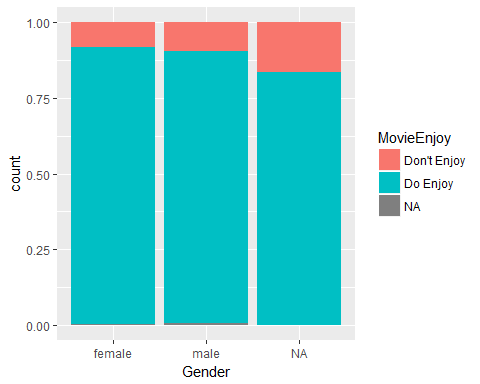 1.00
0.75
0.50
0.25
0.00
count
female male NA
Gender
MovieEnjoy
Don't Enjoy
Do Enjoy
NA